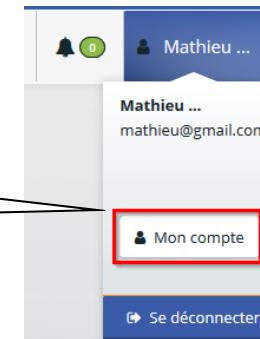 0 Mathieu ...
Mathieu ...
mathieu@gmail.com
Mon compte
Se déconnecter